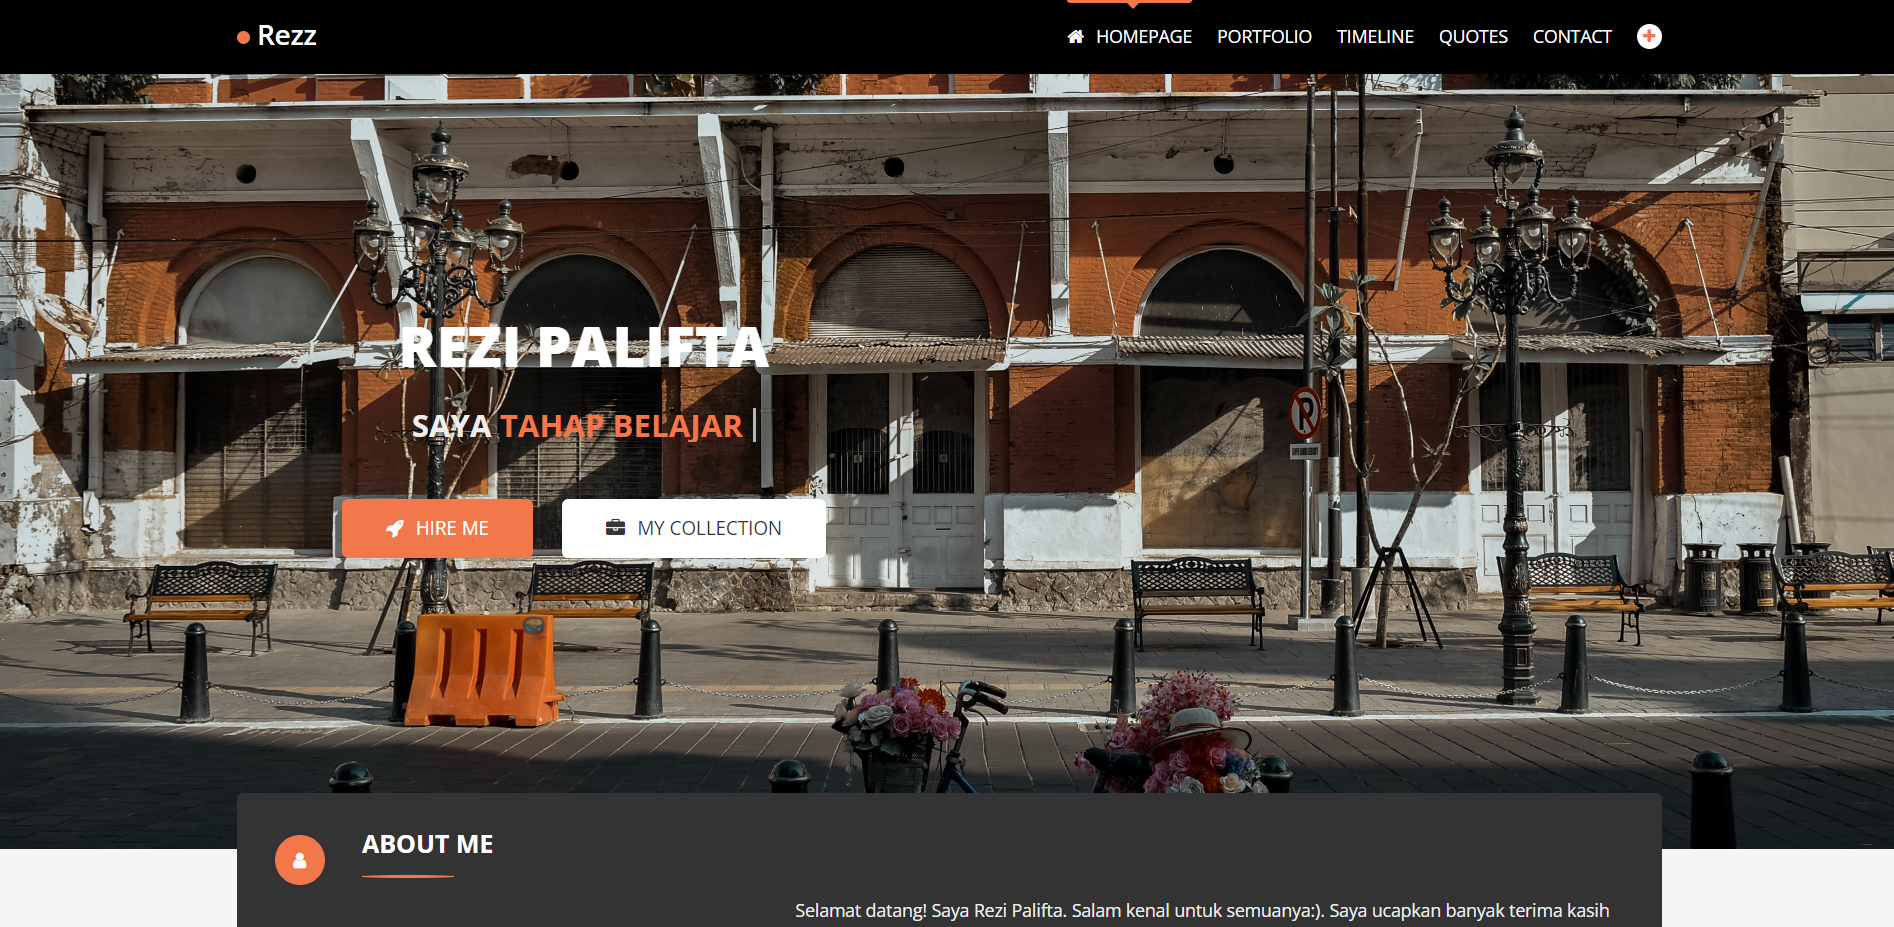 Rezz
HOMEPAGE PORTFOLIO TIMELINE QUOTES CONTACT
REZI PALIFTA
SAYA TAHAP BELAJAR
HIRE ME
MY COLLECTION
ABOUT ME
Selamat datang! Saya Rezi Palifta. Salam kenal untuk semuanya:). Saya ucapkan banyak terima kasih